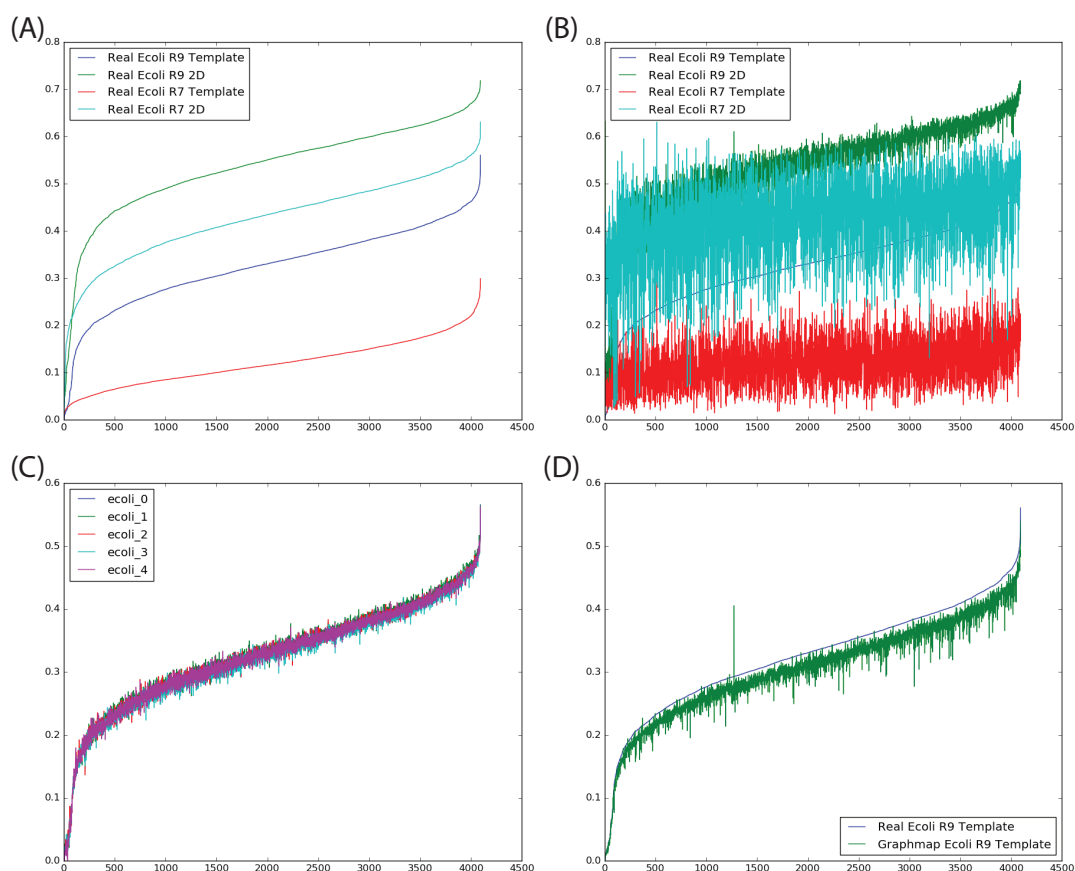 (A)
0.8
0.7
0.6
0.5
0.4
0.3
0.2
0.1
0.0
0 500 1000 1500 2000 2500 3000 3500 4000 4500
Real Ecoli R9 Template
Real Ecoli R9 2D
Real Ecoli R7 Template
Real Ecoli R7 2D
(B)
0.8
0.7
0.6
0.5
0.4
0.3
0.2
0.1
0.0
0 500 1000 1500 2000 2500 3000 3500 4000 4500
Real Ecoli R9 Template
Real Ecoli R9 2D
Real Ecoli R7 Template
Real Ecoli R7 2D
(C)
0.6
0.5
0.4
0.3
0.2
0.1
0.0
0 500 1000 1500 2000 2500 3000 3500 4000 4500
ecoli_0
ecoli_1
ecoli_2
ecoli_3
ecoli_4
(D)
0.6
0.5
0.4
0.3
0.2
0.1
0.0
0 500 1000 1500 2000 2500 3000 3500 4000 4500
Real Ecoli R9 Template
Graphmap Ecoli R9 Template